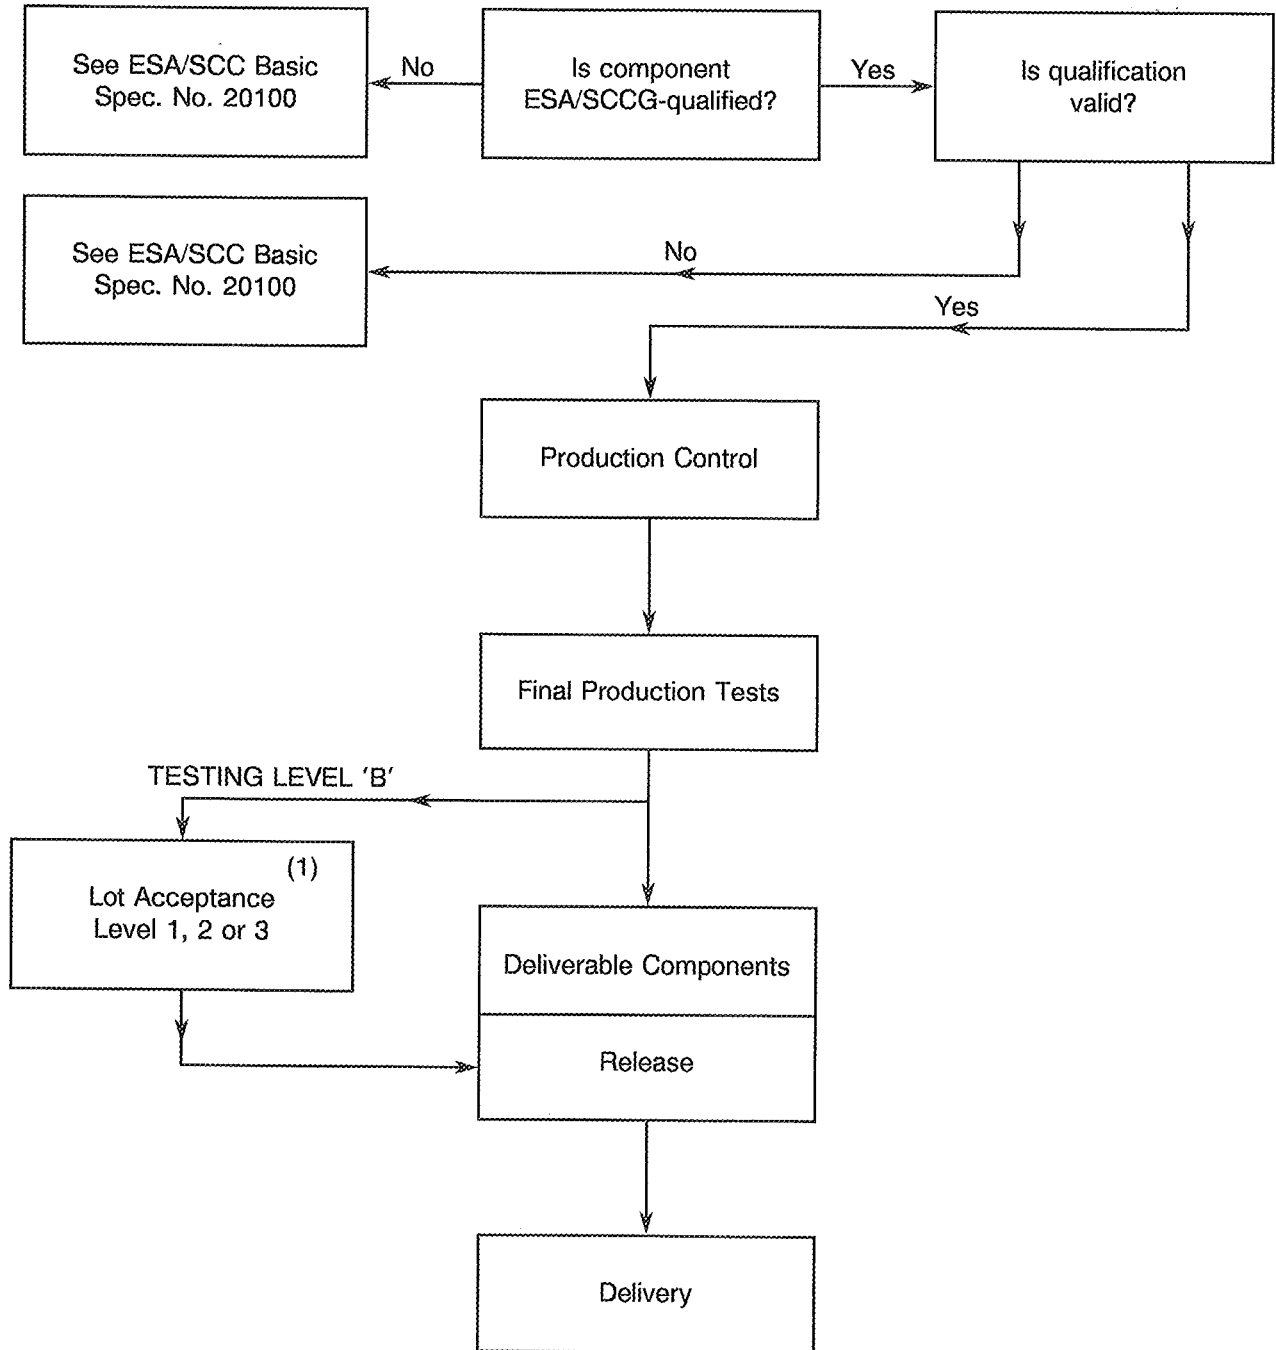 See ESA/SCC Basic
Spec. No. 20100
No
Is component
ESA/SCCG-qualified?
Yes
Is qualification
valid?
See ESA/SCC Basic
Spec. No. 20100
No
Yes
Production Control
Final Production Tests
TESTING LEVEL 'B'
(1)
Lot Acceptance
Level 1, 2 or 3
Deliverable Components
Release
Delivery